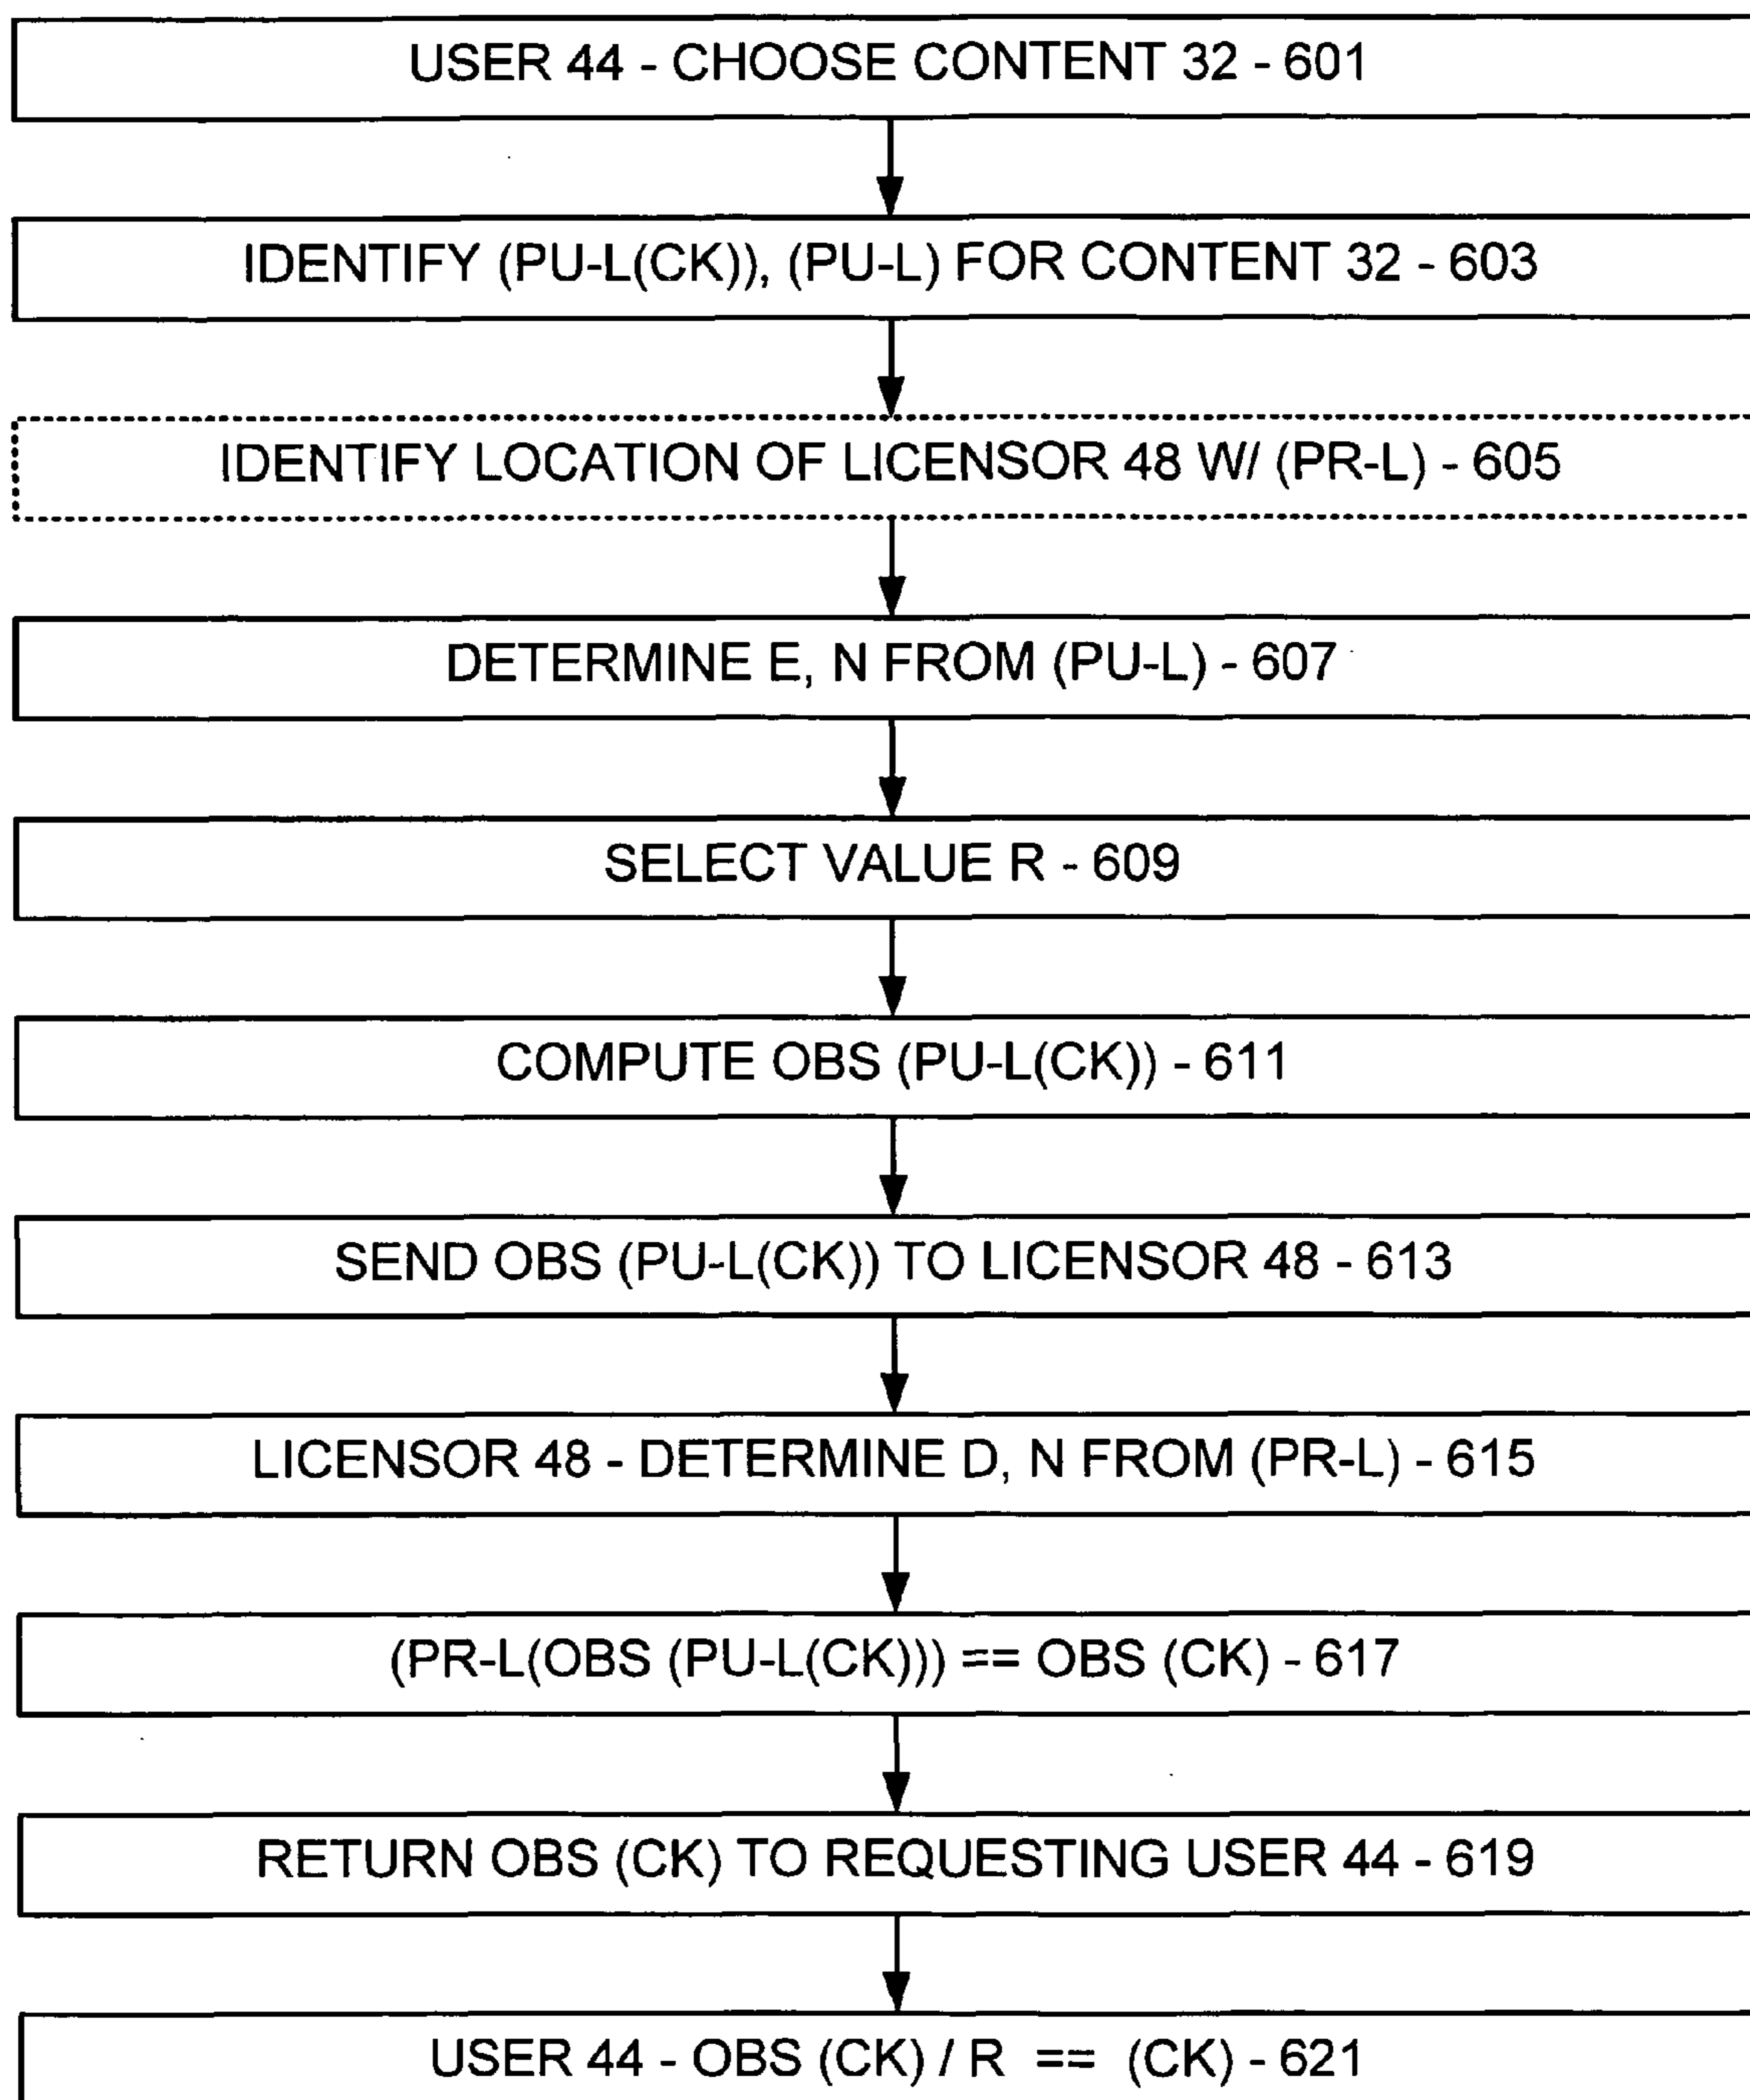 USER 44 - CHOOSE CONTENT 32 - 601
IDENTIFY (PU-L(CK)), (PU-L) FOR CONTENT 32 - 603
IDENTIFY LOCATION OF LICENSOR 48 W/ (PR-L) - 605
DETERMINE E, N FROM (PU-L) - 607
SELECT VALUE R - 609
COMPUTE OBS (PU-L(CK)) - 611
SEND OBS (PU-L(CK)) TO LICENSOR 48 - 613
LICENSOR 48 - DETERMINE D, N FROM (PR-L) - 615
(PR-L(OBS (PU-L(CK))) == OBS (CK) - 617
RETURN OBS (CK) TO REQUESTING USER 44 - 619
USER 44 - OBS (CK) / R == (CK) - 621